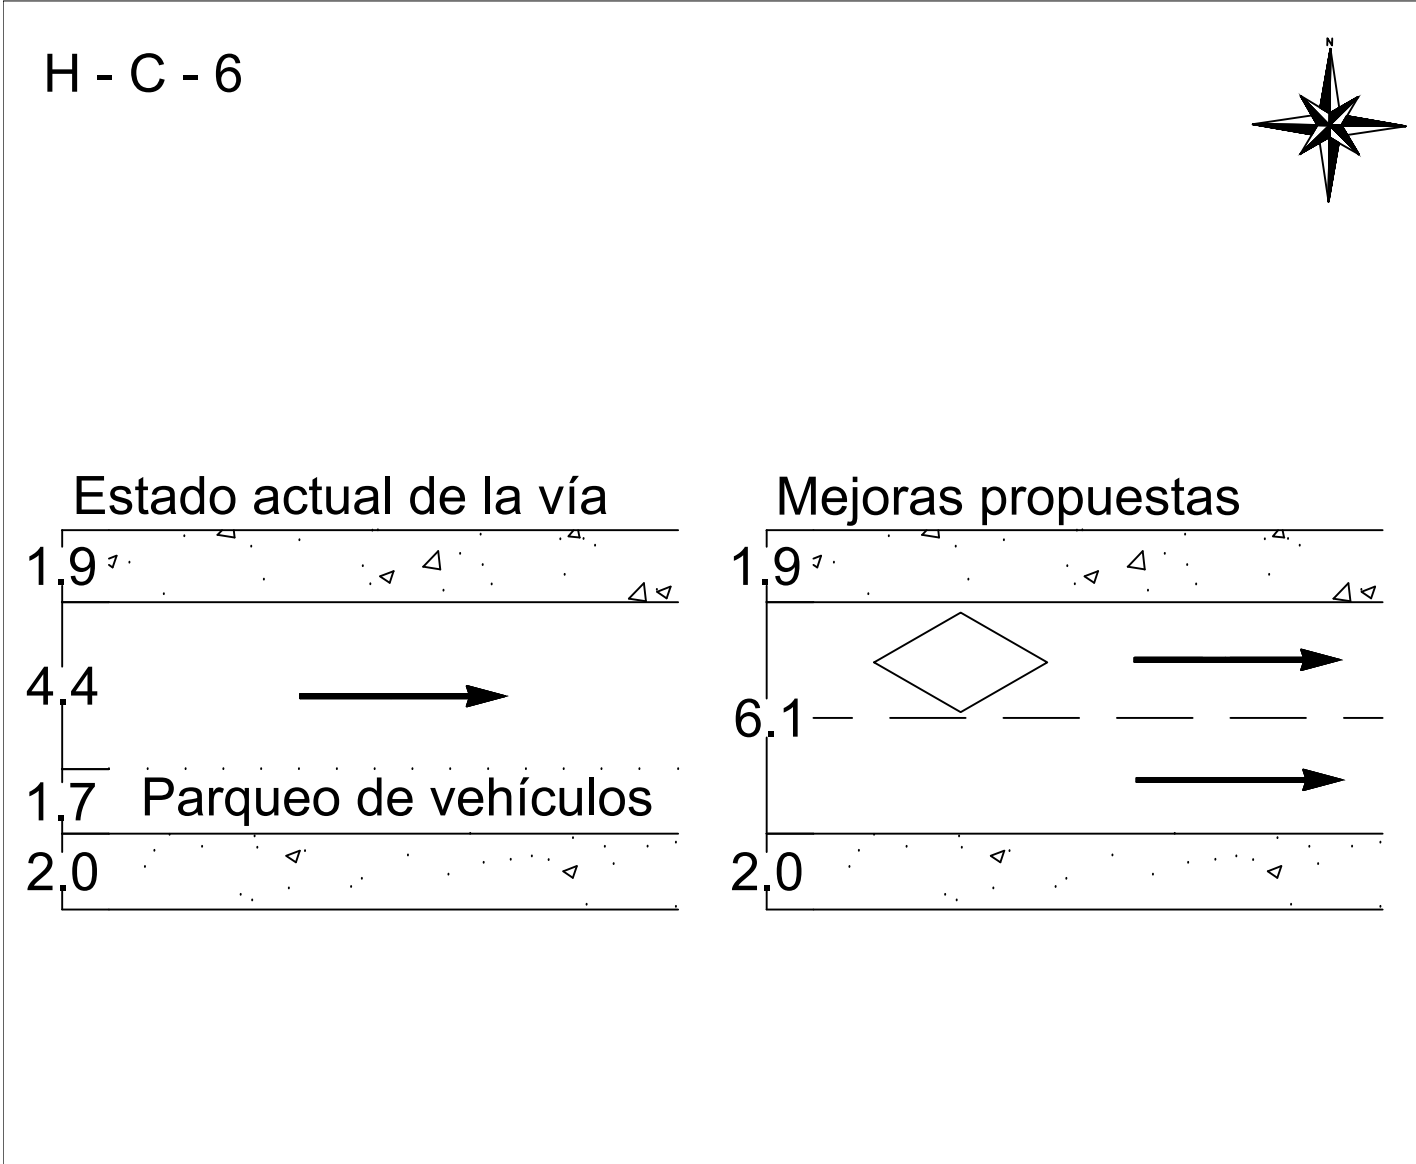 H - C - 6
N
Estado actual de la vía
1.9
4.4
1.7 Parqueo de vehículos
2.0
Mejoras propuestas
1.9
6.1
2.0